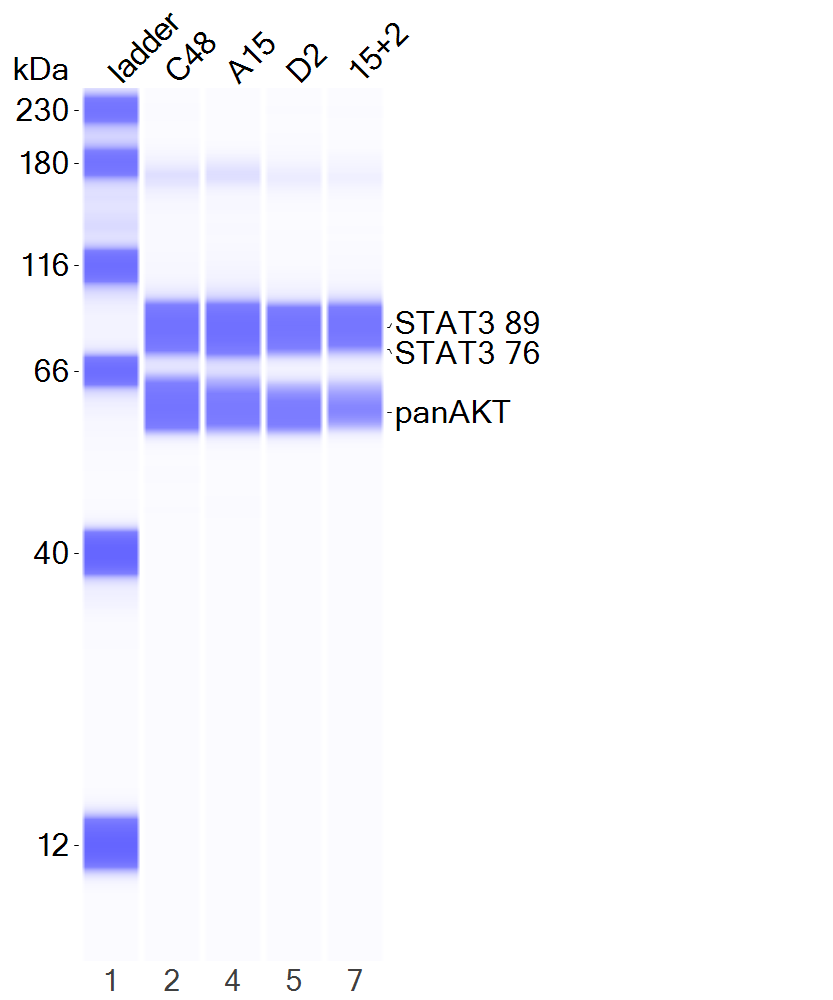 kDa
ladder
C48
A15
D2
15+2
230
180
116
66
40
12
STAT3 89
STAT3 76
panAKT
1 2 4 5 7